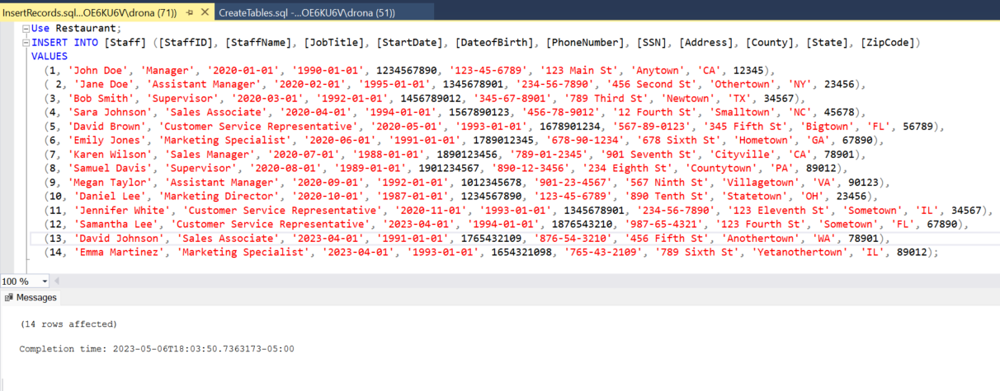 InsertRecords.sql...OE6KU6V\drona (71)) CreateTables.sql -...OE6KU6V\drona (51))
Use Restaurant;
INSERT INTO [Staff] ([StaffID], [StaffName], [JobTitle], [StartDate], [DateofBirth], [PhoneNumber], [SSN], [Address], [County], [State], [ZipCode])
VALUES
(1, 'John Doe', 'Manager', '2020-01-01', '1990-01-01', 1234567890, '123-45-6789', '123 Main St', 'Anytown', 'CA', 12345),
( 2, 'Jane Doe', 'Assistant Manager', '2020-02-01', '1995-01-01', 1345678901, '234-56-7890', '456 Second St', 'Othertown', 'NY', 23456),
(3, 'Bob Smith', 'Supervisor', '2020-03-01', '1992-01-01', 1456789012, '345-67-8901', '789 Third St', 'Newtown', 'TX', 34567),
(4, 'Sara Johnson', 'Sales Associate', '2020-04-01', '1994-01-01', 1567890123, '456-78-9012', '12 Fourth St', 'Smalltown', 'NC', 45678),
(5, 'David Brown', 'Customer Service Representative', '2020-05-01', '1993-01-01', 1678901234, '567-89-0123', '345 Fifth St', 'Bigtown', 'FL', 56789),
(6, 'Emily Jones', 'Marketing Specialist', '2020-06-01', '1991-01-01', 1789012345, '678-90-1234', '678 Sixth St', 'Hometown', 'GA', 67890),
(7, 'Karen Wilson', 'Sales Manager', '2020-07-01', '1988-01-01', 1890123456, '789-01-2345', '901 Seventh St', 'Cityville', 'CA', 78901),
(8, 'Samuel Davis', 'Supervisor', '2020-08-01', '1989-01-01', 1901234567, '890-12-3456', '234 Eighth St', 'Countytown', 'PA', 89012),
(9, 'Megan Taylor', 'Assistant Manager', '2020-09-01', '1992-01-01', 1012345678, '901-23-4567', '567 Ninth St', 'Villagetown', 'VA', 90123),
(10, 'Daniel Lee', 'Marketing Director', '2020-10-01', '1987-01-01', 1234567890, '123-45-6789', '890 Tenth St', 'Statetown', 'OH', 23456),
(11, 'Jennifer White', 'Customer Service Representative', '2020-11-01', '1993-01-01', 1345678901, '234-56-7890', '123 Eleventh St', 'Sometown', 'IL', 34567),
(12, 'Samantha Lee', 'Customer Service Representative', '2023-04-01', '1994-01-01', 1876543210, '987-65-4321', '123 Fourth St', 'Sometown', 'FL', 67890),
(13, 'David Johnson', 'Sales Associate', '2023-04-01', '1991-01-01', 1765432109, '876-54-3210', '456 Fifth St', 'Anothertown', 'WA', 78901),
(14, 'Emma Martinez', 'Marketing Specialist', '2023-04-01', '1993-01-01', 1654321098, '765-43-2109', '789 Sixth St', 'Yetanothertown', 'IL', 89012);
100 %
Messages
(14 rows affected)
Completion time: 2023-05-06T18:03:50.7363173-05:00